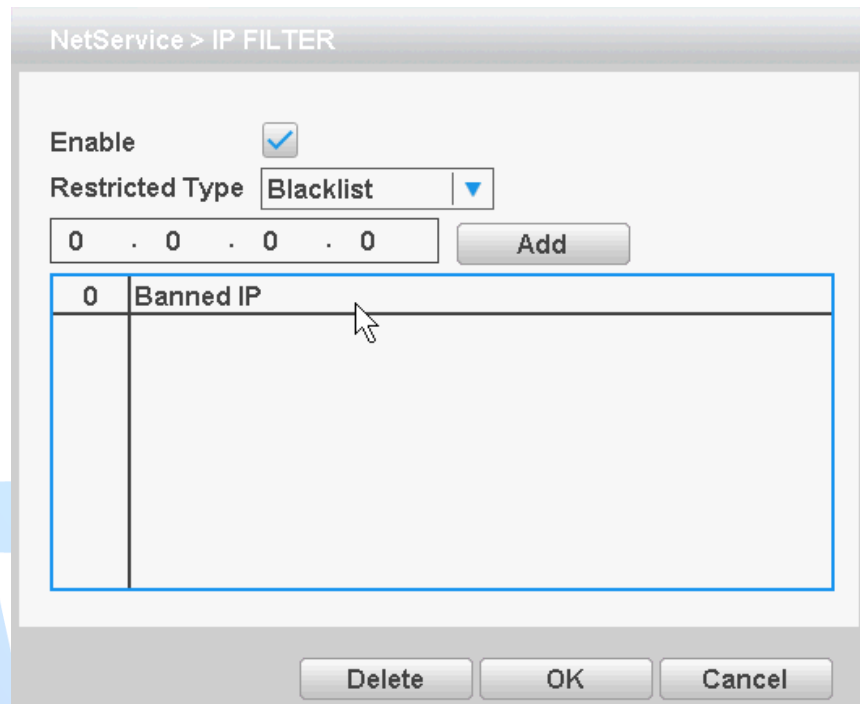 NetService > IP FILTER
Enable
Restricted Type Blacklist
0 . 0 . 0 . 0 Add
0 Banned IP
Delete OK Cancel